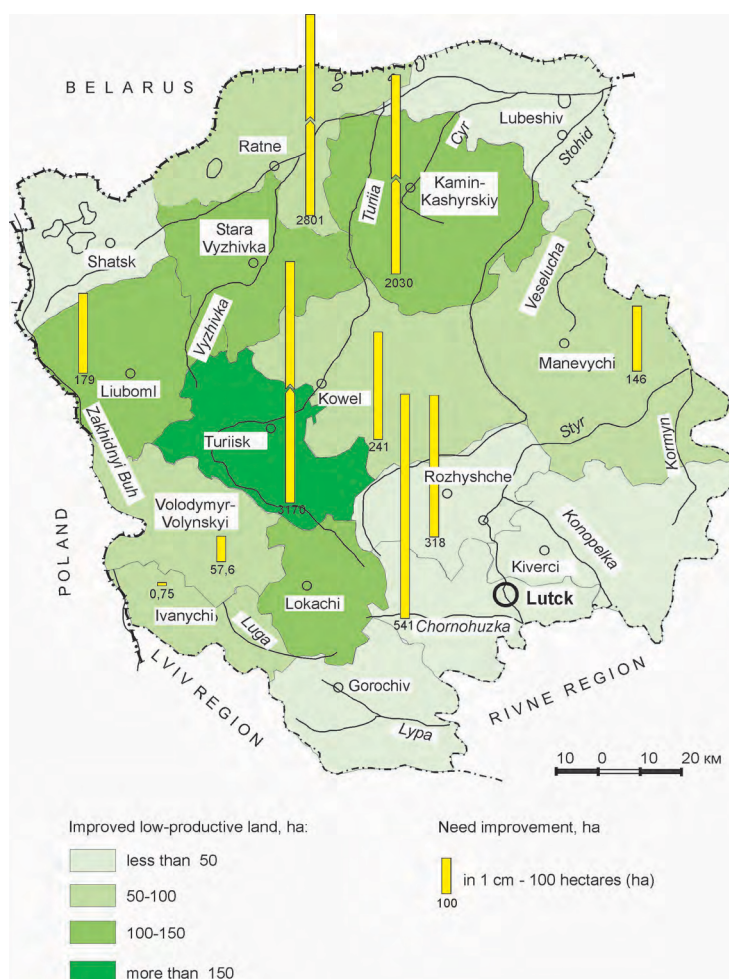 BELARUS
Lubeshiv
Cyr
Stohid
Ratne
Turiia
Kamin-
Kashyrskiy
Stara
Vyzhivka
2801
Shatsk
Veselucha
2030
Vyzhivka
Manevychi
179
Liuboml
146
Kowel
Zakhidnyi Buh
Turiisk
241
Styr
Kormyn
POLAND
Rozhyshche
Volodymyr-
Volynskyi
3170
318
Konopelka
57,6
Kiverci
0,75
Lokachi
Lutck
Ivanychi
Luga
541
Chornohuzka
LVIV REGION
Gorochiv
RIVNE REGION
Lypa
10 0 10 20 км
Improved low-productive land, ha:
less than 50
50-100
100-150
more than 150
Need improvement, ha
in 1 cm - 100 hectares (ha)
100